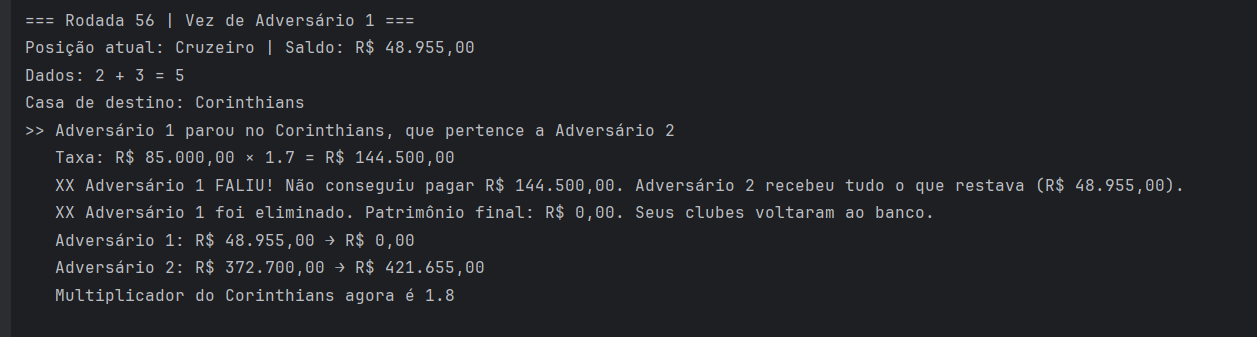 === Rodada 56 | Vez de Adversário 1 ===
Posição atual: Cruzeiro | Saldo: R$ 48.955,00
Dados: 2 + 3 = 5
Casa de destino: Corinthians
>> Adversário 1 parou no Corinthians, que pertence a Adversário 2
Taxa: R$ 85.000,00 × 1.7 = R$ 144.500,00
XX Adversário 1 FALIU! Não conseguiu pagar R$ 144.500,00. Adversário 2 recebeu tudo o que restava (R$ 48.955,00).
XX Adversário 1 foi eliminado. Patrimônio final: R$ 0,00. Seus clubes voltaram ao banco.
Adversário 1: R$ 48.955,00 → R$ 0,00
Adversário 2: R$ 372.700,00 → R$ 421.655,00
Multiplicador do Corinthians agora é 1.8